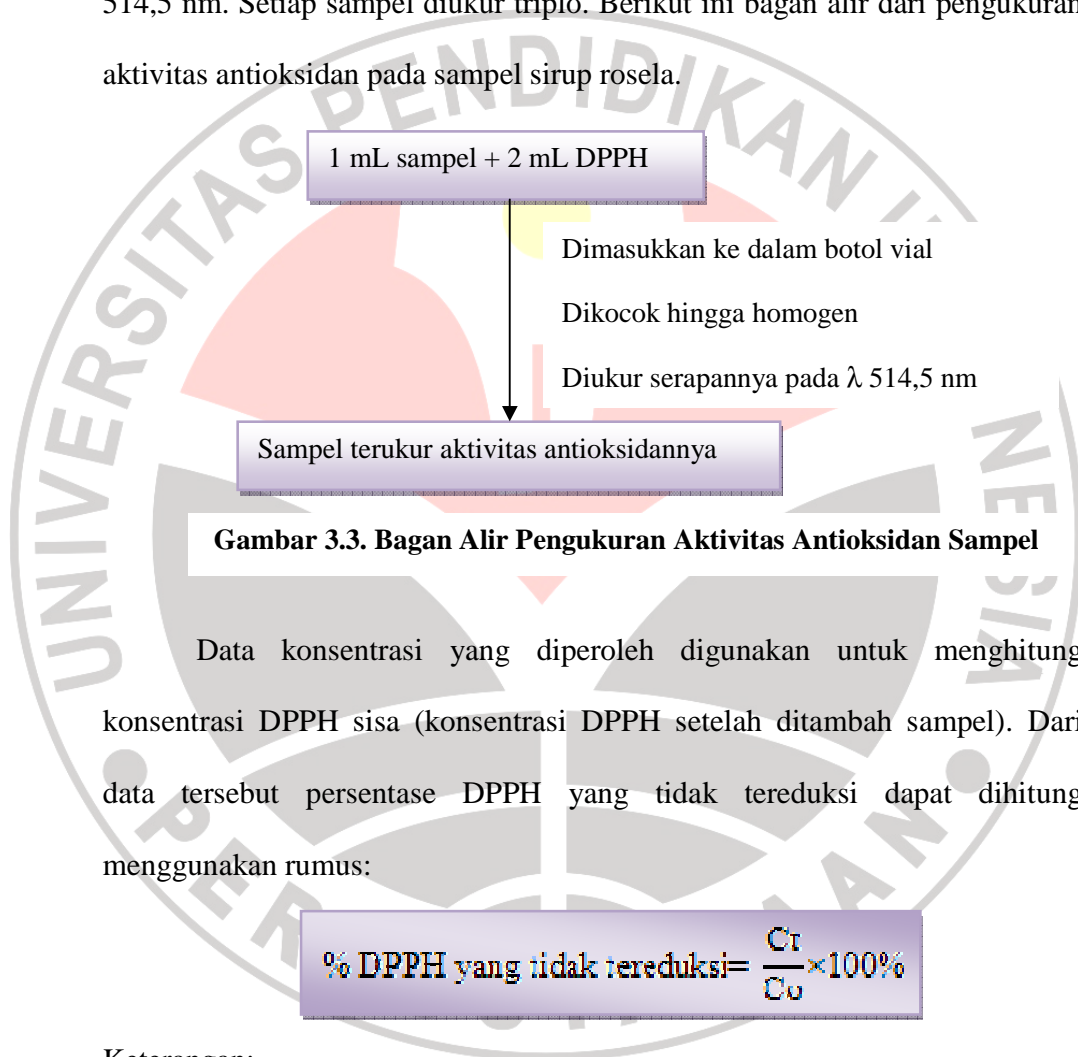 514,5 nm. Setiap sampel diukur triplo. Berikut ini bagan alir dari pengukuran
aktivitas antioksidan pada sampel sirup rosela.
1 mL sampel + 2 mL DPPH
Dimasukkan ke dalam botol vial
Dikocok hingga homogen
Diukur serapannya pada λ 514,5 nm
Sampel terukur aktivitas antioksidannya
Gambar 3.3. Bagan Alir Pengukuran Aktivitas Antioksidan Sampel
Data konsentrasi yang diperoleh digunakan untuk menghitung
konsentrasi DPPH sisa (konsentrasi DPPH setelah ditambah sampel). Dari
data tersebut persentase DPPH yang tidak tereduksi dapat dihitung
menggunakan rumus:
% DPPH yang tidak tereduksi= Ct/Co ×100%
Keterangan:
UNIVERSITAS PENDIDIKAN